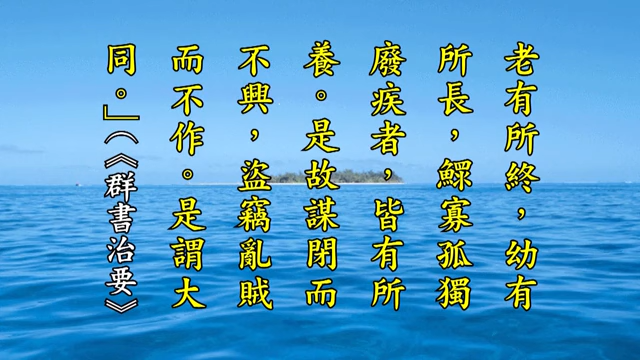 老有所終，幼有
所長，鰥寡孤獨
廢疾者，皆有所
養。是故謀閉而
不興，盜竊亂賊
而不作。是謂大
同。」（《群書治要》